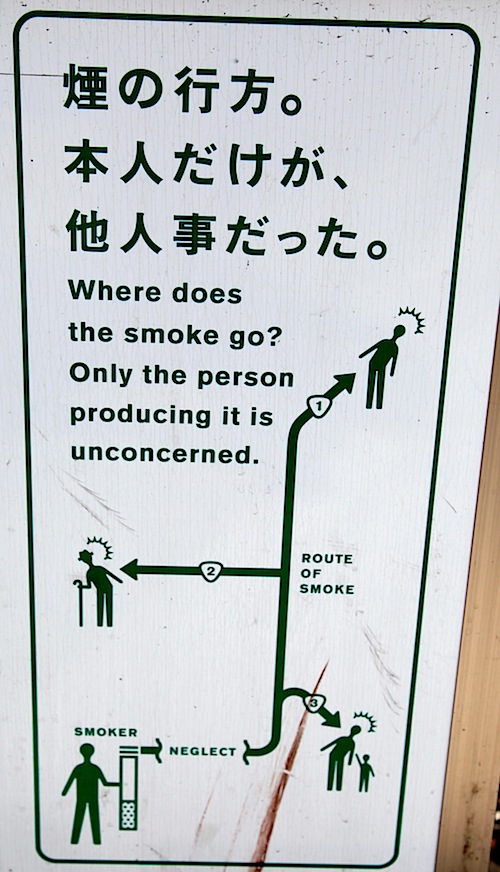 煙の行方。
本人だけが、
他人事だった。
Where does
the smoke go?
Only the person
producing it is
unconcerned.
1
2
ROUTE
OF
SMOKE
3
SMOKER
NEGLECT